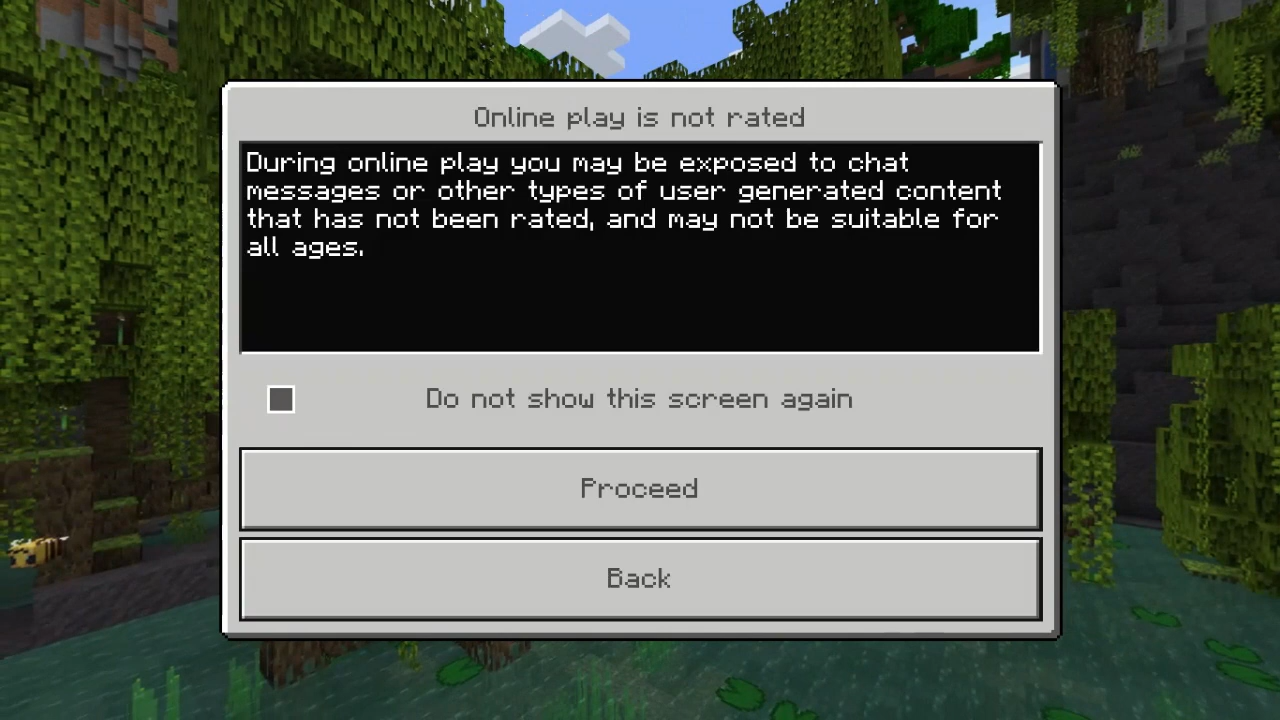 Online play is not rated
During online play you may be exposed to chat
messages or other types of user generated content
that has not been rated, and may not be suitable for
all ages.
Do not show this screen again
Proceed
Back